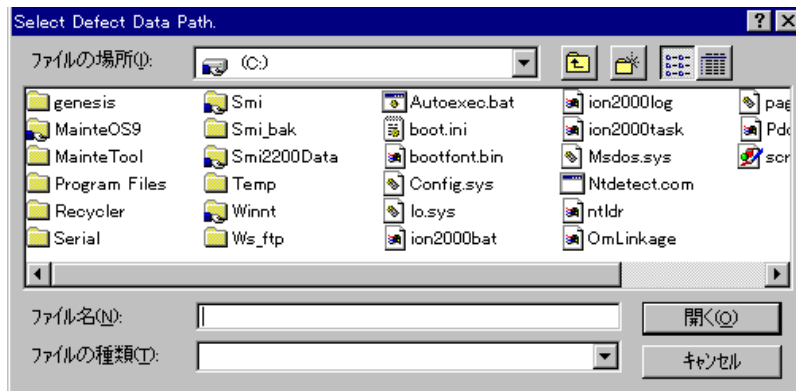 Select Defect Data Path.
ファイルの場所(I):
(C:)
genesis
MainteOS9
MainteTool
Program Files
Recycler
Serial
Smi
Smi_bak
Smi2200Data
Temp
Winnt
Ws_ftp
Autoexec.bat
boot.ini
bootfont.bin
Config.sys
Io.sys
ion2000bat
ion2000log
ion2000task
Msdos.sys
Ntdetect.com
ntldr
OmLinkage
ファイル名(N):
開く(O)
ファイルの種類(T):
キャンセル